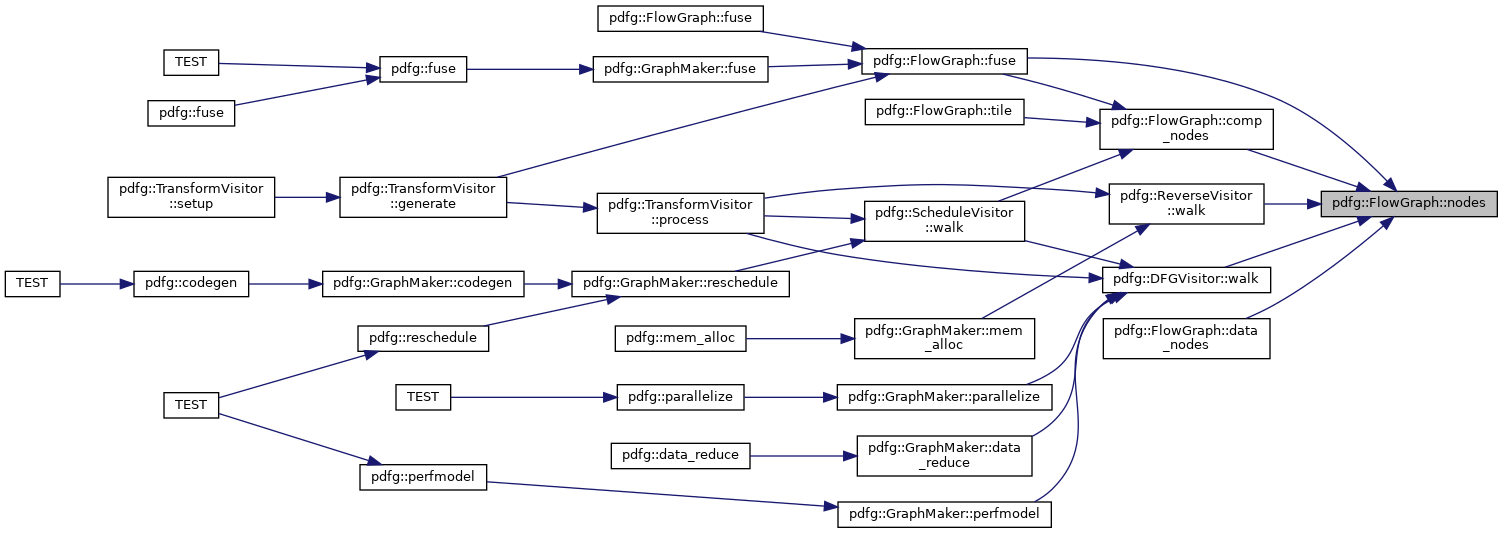 pdfg::FlowGraph::fuse
TEST
pdfg::fuse
pdfg::GraphMaker::fuse
pdfg::FlowGraph::fuse
pdfg::fuse
pdfg::FlowGraph::tile
pdfg::FlowGraph::comp
_nodes
pdfg::TransformVisitor
::setup
pdfg::TransformVisitor
::generate
pdfg::TransformVisitor
::process
pdfg::ScheduleVisitor
::walk
pdfg::ReverseVisitor
::walk
pdfg::FlowGraph::nodes
TEST
pdfg::codegen
pdfg::GraphMaker::codegen
pdfg::GraphMaker::reschedule
pdfg::DFGVisitor::walk
pdfg::reschedule
pdfg::mem_alloc
pdfg::GraphMaker::mem
_alloc
pdfg::FlowGraph::data
_nodes
TEST
TEST
pdfg::parallelize
pdfg::GraphMaker::parallelize
pdfg::data_reduce
pdfg::GraphMaker::data
_reduce
pdfg::perfmodel
pdfg::GraphMaker::perfmodel